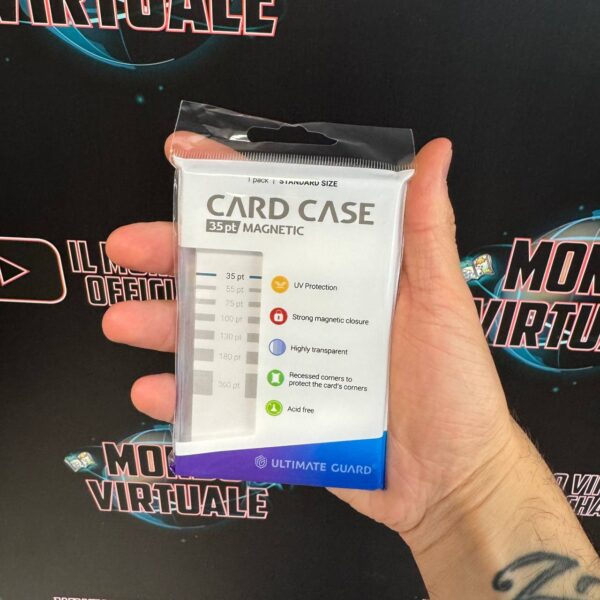 VIRTUALE
1 pack | STANDARD SIZE
CARD CASE
35 pt MAGNETIC
35 pt
55 pt
75 pt
100 pt
130 pt
180 pt
360 pt
UV Protection
Strong magnetic closure
Highly transparent
Recessed corners to
protect the card's corners
Acid free
ULTIMATE GUARD
IL MON
OFFICI
MONDO
VIRTUAL
MONDO
VIRTUALE